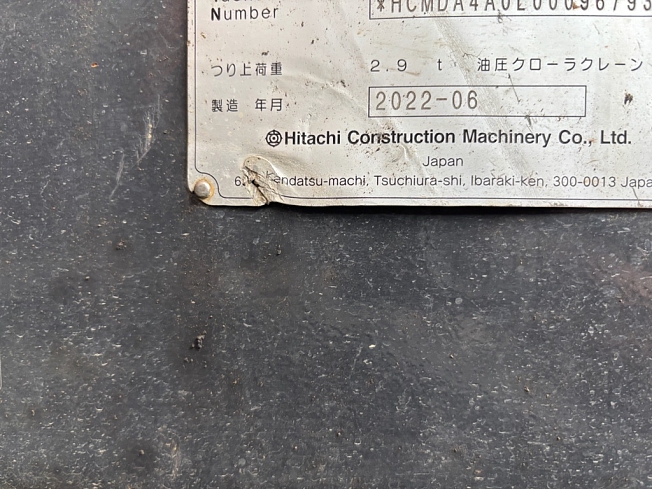 Number
つり上荷重 2.9 t 油圧クローラクレーン
製造 年月 2022-06
Hitachi Construction Machinery Co., Ltd.
Japan
Kandatsu-machi, Tsuchiura-shi, Ibaraki-ken, 300-0013 Japa